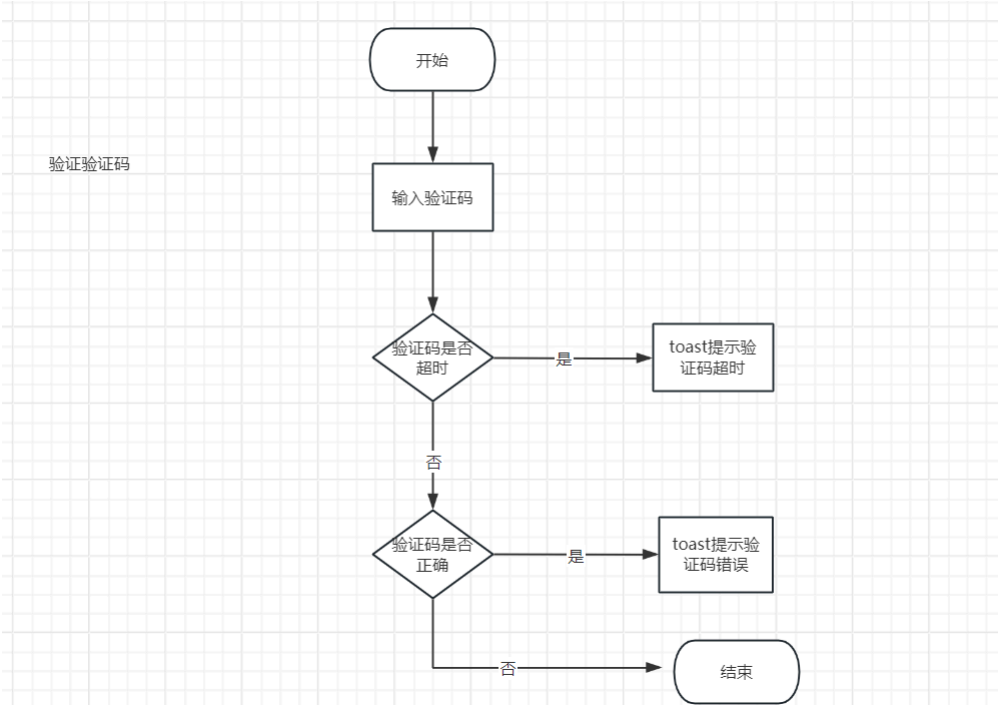 开始
验证验证码
输入验证码
验证码是否
超时
是
toast提示验
证码超时
否
验证码是否
正确
是
toast提示验
证码错误
否
结束